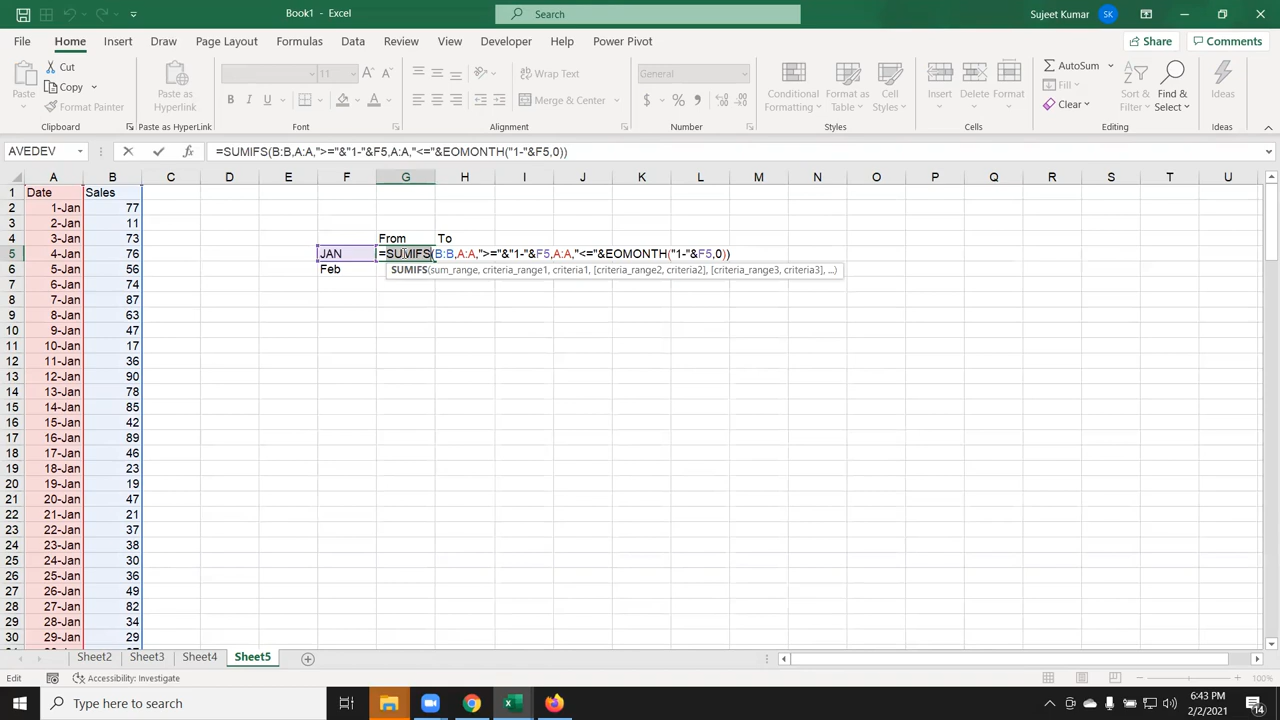 Book1 - Excel
Search
Sujeet Kumar
SK
File Home Insert Draw Page Layout Formulas Data Review View Developer Help Power Pivot
Share
Comments
Paste
Cut
Copy
Format Painter
Clipboard
Paste as HyperLink
Paste as HyperLink
11
B I U
Font
Wrap Text
Merge & Center
Alignment
General
$ % ,
Number
Conditional Formatting
Format as Table
Cell Styles
Styles
Insert
Delete
Format
Cells
AutoSum
Fill
Clear
Sort & Filter
Find & Select
Editing
Ideas
Ideas
AVEDEV
fx
=SUMIFS(B:B,A:A,">="&"1-"&F5,A:A,"<="&EOMONTH("1-"&F5,0))
A B C D E F G H I J K L M N O P Q R S T U
1 Date Sales
2 1-Jan 77
3 2-Jan 11
4 3-Jan 73 From To
5 4-Jan 76 JAN =SUMIFS(B:B,A:A,">="&"1-"&F5,A:A,"<="&EOMONTH("1-"&F5,0))
6 5-Jan 56 Feb SUMIFS(sum_range, criteria_range1, criteria1, [criteria_range2, criteria2], [criteria_range3, criteria3], ...)
7 6-Jan 74
8 7-Jan 87
9 8-Jan 63
10 9-Jan 47
11 10-Jan 17
12 11-Jan 36
13 12-Jan 90
14 13-Jan 78
15 14-Jan 85
16 15-Jan 42
17 16-Jan 89
18 17-Jan 46
19 18-Jan 23
20 19-Jan 19
21 20-Jan 47
22 21-Jan 21
23 22-Jan 37
24 23-Jan 38
25 24-Jan 30
26 25-Jan 36
27 26-Jan 49
28 27-Jan 82
29 28-Jan 34
30 29-Jan 29
Sheet2 Sheet3 Sheet4 Sheet5
Edit
Accessibility: Investigate
100%
Type here to search
6:43 PM
2/2/2021
14